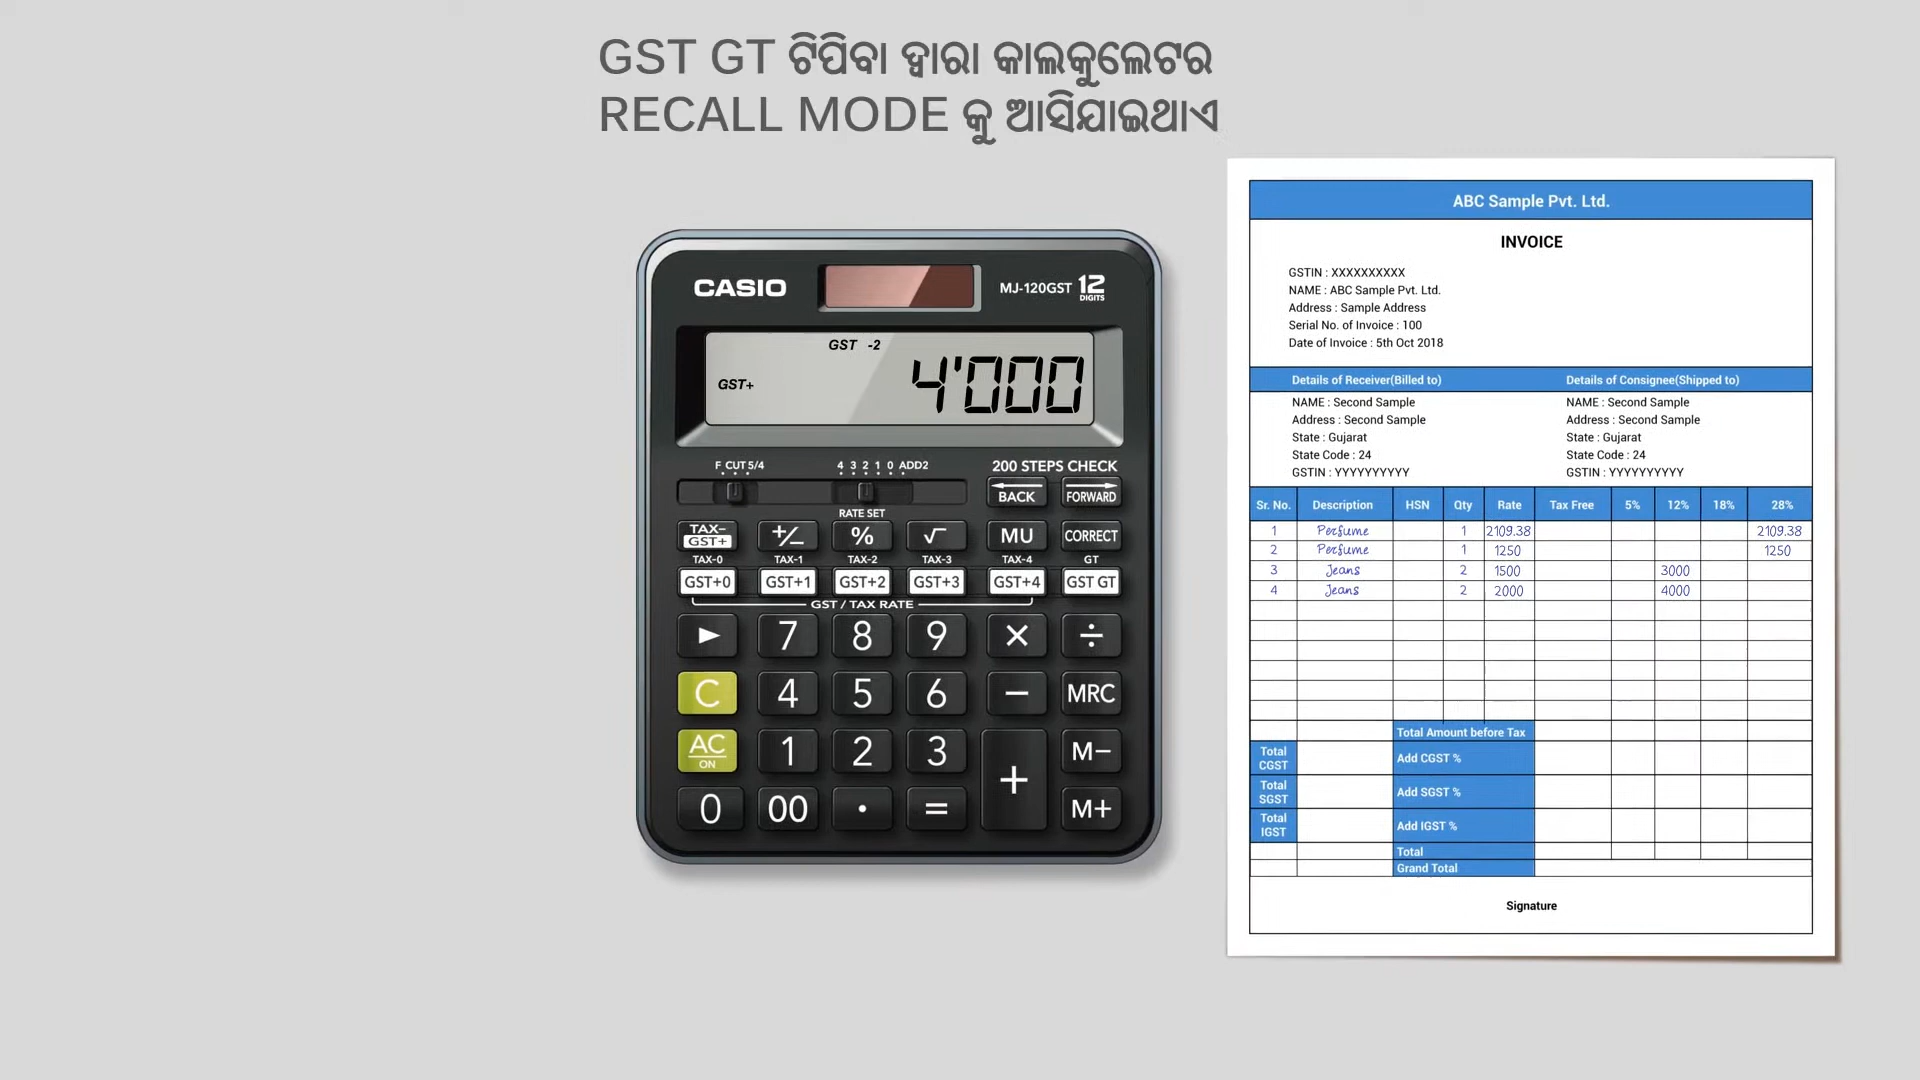 GST GT ଟିପିବା ଦ୍ୱାରା କାଲକୁଲେଟର
RECALL MODE କୁ ଆସିଯାଇଥାଏ
CASIO
MJ-120GST 12 DIGITS
GST -2
GST+
4'000
F CUT 5/4
4 3 2 1 0 ADD2
200 STEPS CHECK
BACK
FORWARD
RATE SET
TAX-
GST+
+/-
%
√
MU
CORRECT
TAX-0 TAX-1 TAX-2 TAX-3 TAX-4 GT
GST+0 GST+1 GST+2 GST+3 GST+4 GST GT
GST / TAX RATE
► 7 8 9 × ÷
C 4 5 6 − MRC
AC
ON
1 2 3 + M−
0 00 · = M+
ABC Sample Pvt. Ltd.
INVOICE
GSTIN : XXXXXXXXXX
NAME : ABC Sample Pvt. Ltd.
Address : Sample Address
Serial No. of Invoice : 100
Date of Invoice : 5th Oct 2018
Details of Receiver(Billed to) Details of Consignee(Shipped to)
NAME : Second Sample NAME : Second Sample
Address : Second Sample Address : Second Sample
State : Gujarat State : Gujarat
State Code : 24 State Code : 24
GSTIN : YYYYYYYYYY GSTIN : YYYYYYYYYY
Sr. No. Description HSN Qty Rate Tax Free 5% 12% 18% 28%
1 Perfume 1 2109.38 2109.38
2 Perfume 1 1250 1250
3 Jeans 2 1500 3000
4 Jeans 2 2000 4000
Total Amount before Tax
Total CGST Add CGST %
Total SGST Add SGST %
Total IGST Add IGST %
Total
Grand Total
Signature